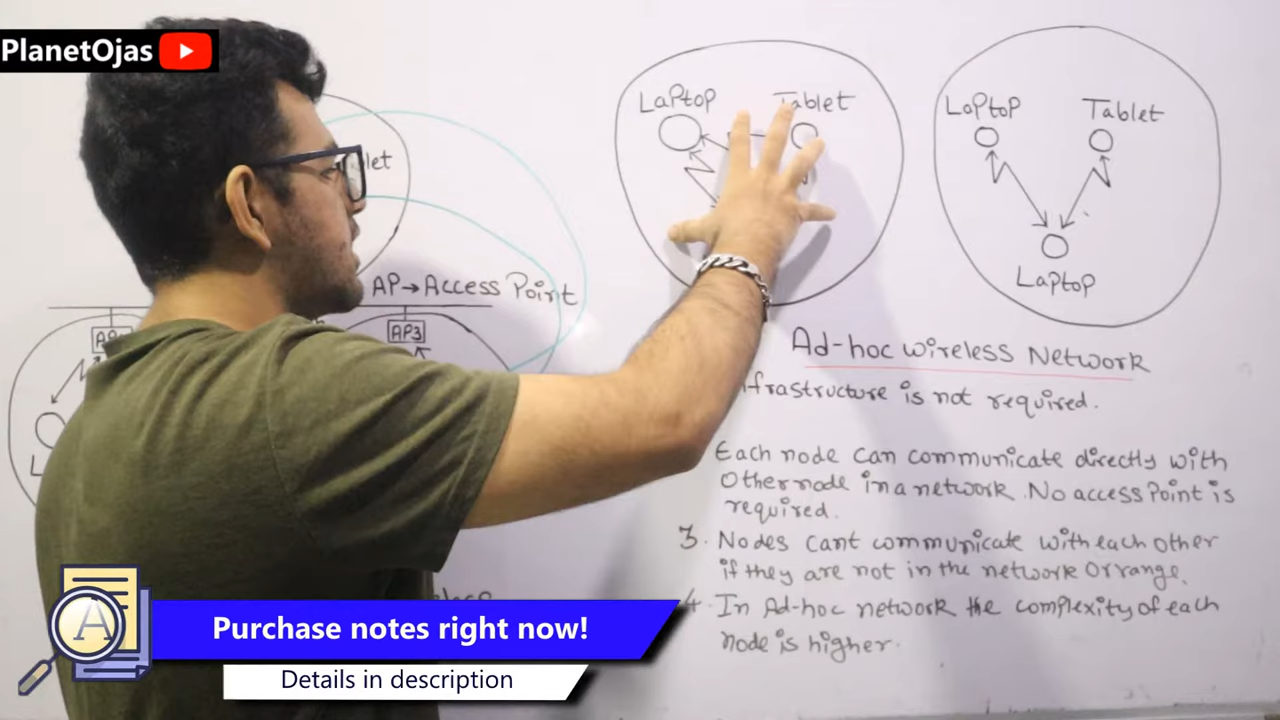 PlanetOjas
Laptop
Tablet
Laptop
Tablet
Laptop
AP→Access Point
AP3
Ad-hoc wireless Network
is not required.
Each node can communicate directly with
Other node in a network. No access Point is
required.
3. Nodes cant communicate with each other
if they are not in the network Or range.
4. In Ad-hoc network the complexity of each
node is higher.
A
Purchase notes right now!
Details in description